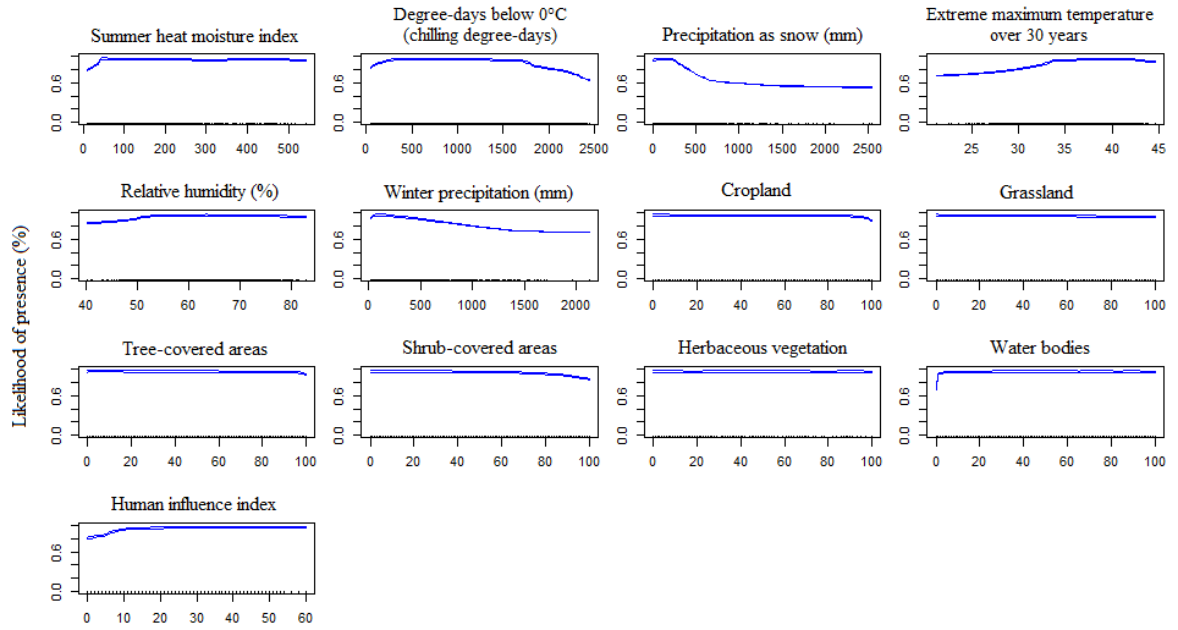 Summer heat moisture index
Degree-days below 0°C
(chilling degree-days)
Precipitation as snow (mm)
Extreme maximum temperature
over 30 years
0.0 0.6
0 100 200 300 400 500
0.0 0.6
0 500 1000 1500 2000 2500
0.0 0.6
0 500 1000 1500 2000 2500
0.0 0.6
25 30 35 40 45
Relative humidity (%)
Winter precipitation (mm)
Cropland
Grassland
0.0 0.6
40 50 60 70 80
0.0 0.6
0 500 1000 1500 2000
0.0 0.6
0 20 40 60 80 100
0.0 0.6
0 20 40 60 80 100
Likelihood of presence (%)
Tree-covered areas
Shrub-covered areas
Herbaceous vegetation
Water bodies
0.0 0.6
0 20 40 60 80 100
0.0 0.6
0 20 40 60 80 100
0.0 0.6
0 20 40 60 80 100
0.0 0.6
0 20 40 60 80 100
Human influence index
0.0 0.6
0 10 20 30 40 50 60